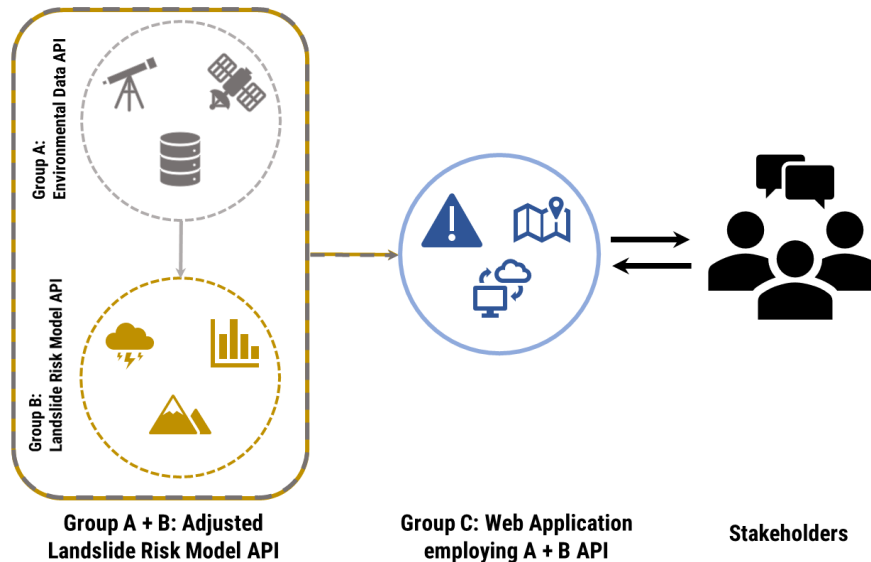 Group A:
Environmental Data API
Group B:
Landslide Risk Model API
Group A + B: Adjusted
Landslide Risk Model API
Group C: Web Application
employing A + B API
Stakeholders